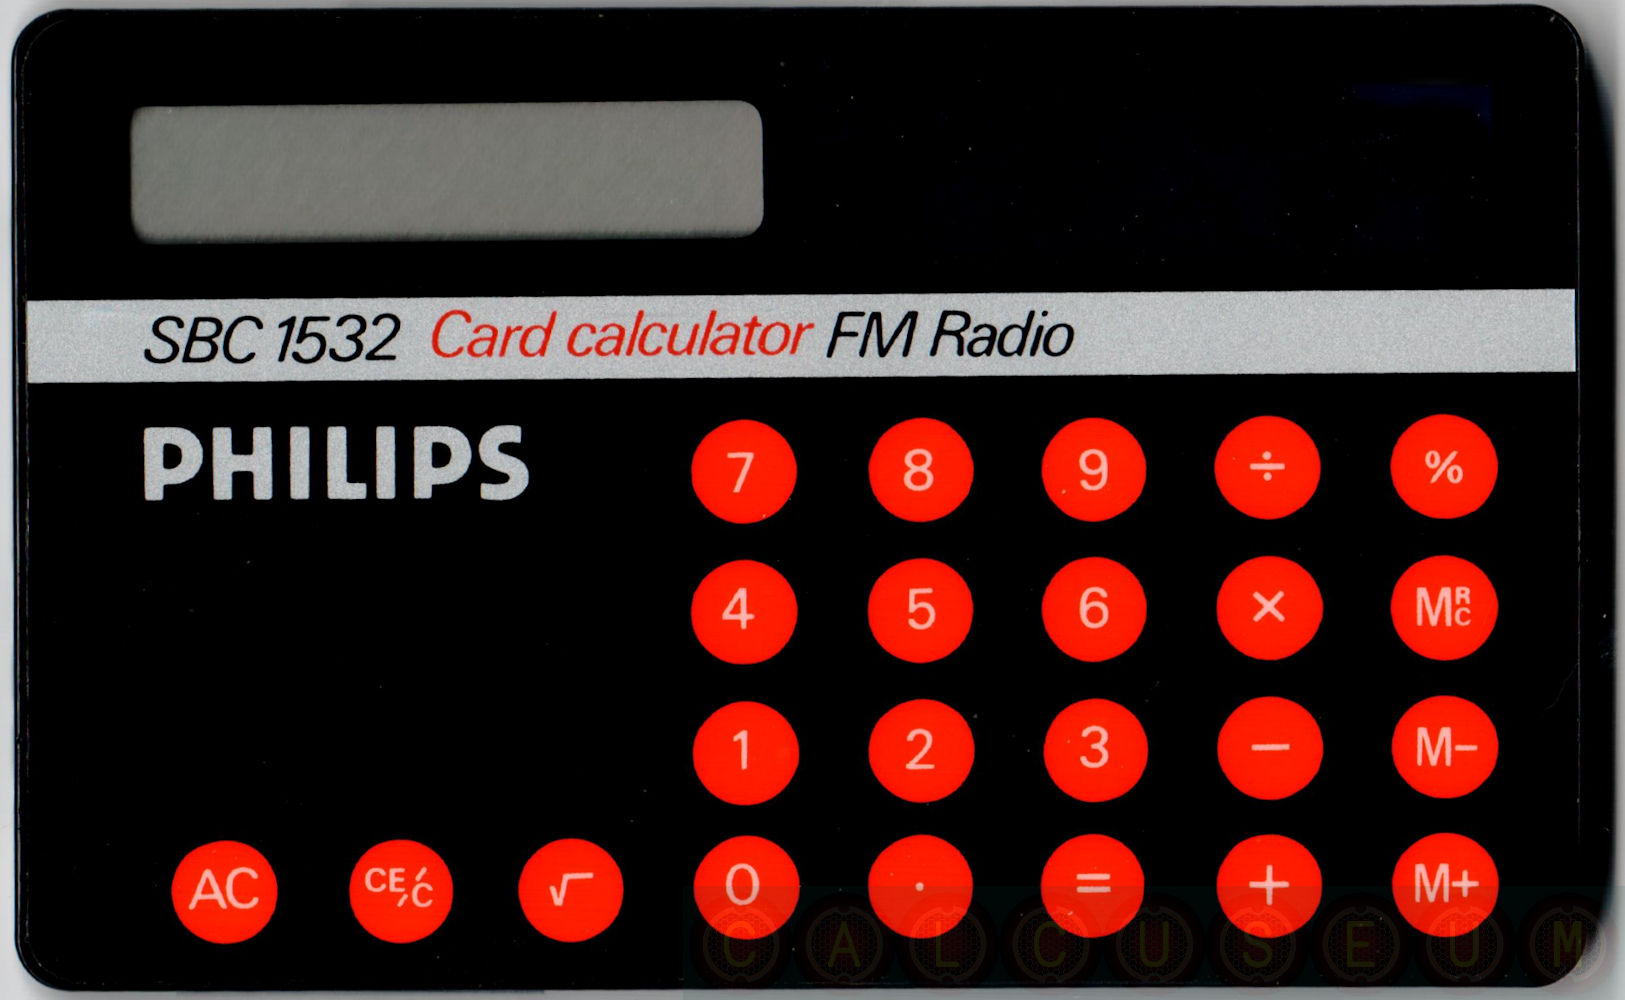 SBC 1532 Card calculator FM Radio
PHILIPS
7 8 9 ÷ %
4 5 6 × MRC
1 2 3 − M−
AC CE/C √ 0 . = + M+
CALCUSEUM